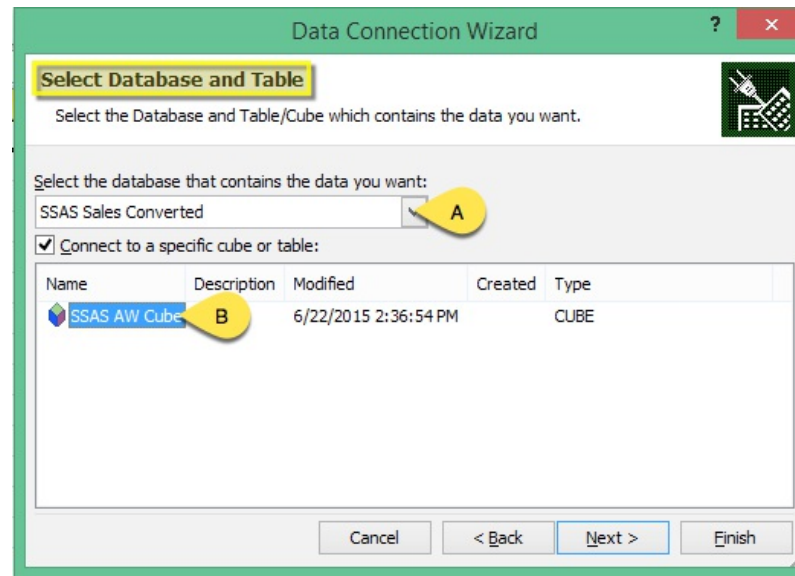 Data Connection Wizard
?
×
Select Database and Table
Select the Database and Table/Cube which contains the data you want.
Select the database that contains the data you want:
SSAS Sales Converted
A
Connect to a specific cube or table:
Name Description Modified Created Type
SSAS AW Cube B 6/22/2015 2:36:54 PM CUBE
Cancel < Back Next > Finish